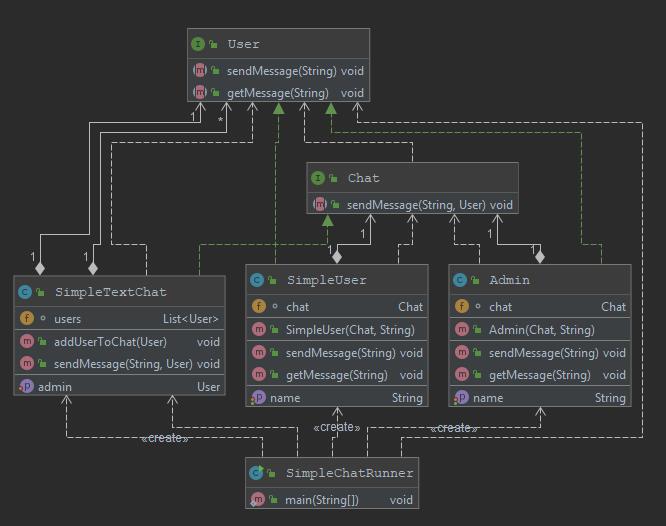 User
sendMessage(String) void
getMessage(String) void
1
*
Chat
sendMessage(String, User) void
1
1
1
1
1
1
SimpleTextChat
users List<User>
addUserToChat(User) void
sendMessage(String, User) void
admin User
SimpleUser
chat Chat
SimpleUser(Chat, String)
sendMessage(String) void
getMessage(String) void
name String
Admin
chat Chat
Admin(Chat, String)
sendMessage(String) void
getMessage(String) void
name String
«create»
«create»
«create»
SimpleChatRunner
main(String[]) void